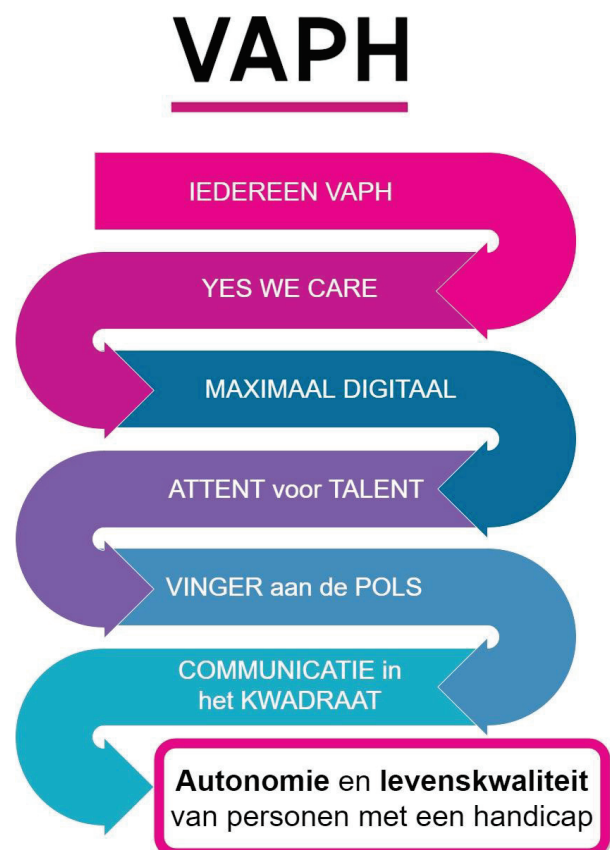 VAPH
IEDEREEN VAPH
YES WE CARE
MAXIMAAL DIGITAAL
ATTENT voor TALENT
VINGER aan de POLS
COMMUNICATIE in
het KWADRAAT
Autonomie en levenskwaliteit
van personen met een handicap